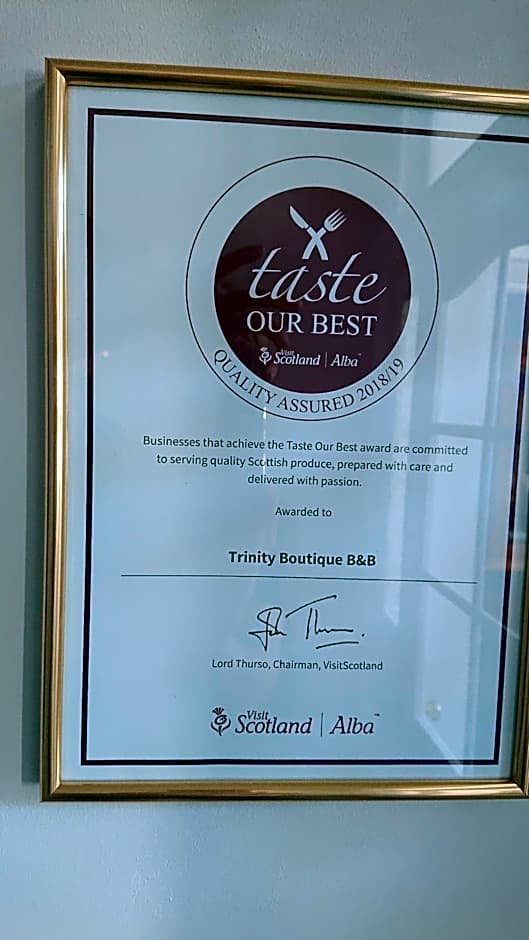 taste
OUR BEST
Visit
Scotland | Alba™
QUALITY ASSURED 2018/19
Businesses that achieve the Taste Our Best award are committed
to serving quality Scottish produce, prepared with care and
delivered with passion.
Awarded to
Trinity Boutique B&B
Lord Thurso, Chairman, VisitScotland
Visit
Scotland | Alba™